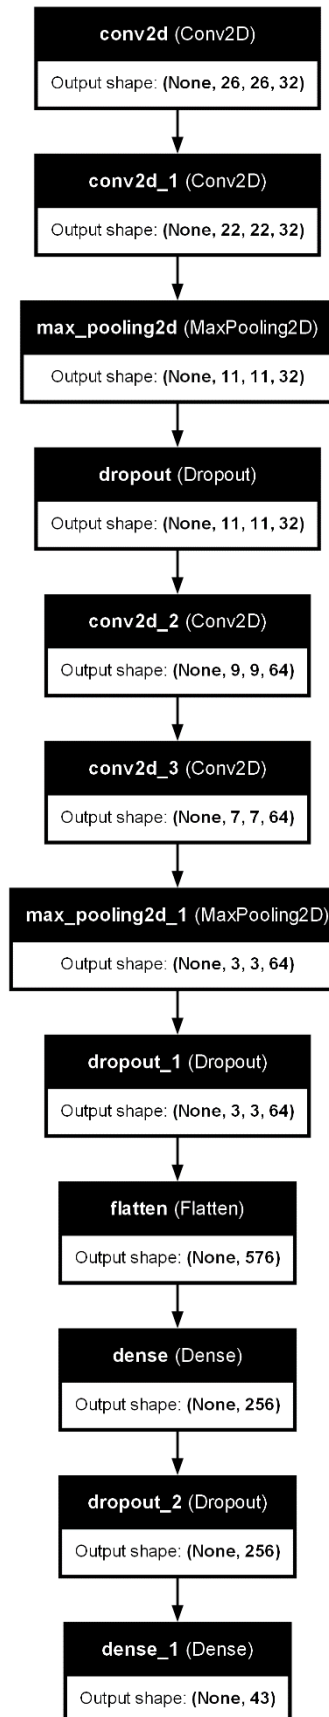 conv2d (Conv2D)
Output shape: (None, 26, 26, 32)
conv2d_1 (Conv2D)
Output shape: (None, 22, 22, 32)
max_pooling2d (MaxPooling2D)
Output shape: (None, 11, 11, 32)
dropout (Dropout)
Output shape: (None, 11, 11, 32)
conv2d_2 (Conv2D)
Output shape: (None, 9, 9, 64)
conv2d_3 (Conv2D)
Output shape: (None, 7, 7, 64)
max_pooling2d_1 (MaxPooling2D)
Output shape: (None, 3, 3, 64)
dropout_1 (Dropout)
Output shape: (None, 3, 3, 64)
flatten (Flatten)
Output shape: (None, 576)
dense (Dense)
Output shape: (None, 256)
dropout_2 (Dropout)
Output shape: (None, 256)
dense_1 (Dense)
Output shape: (None, 43)